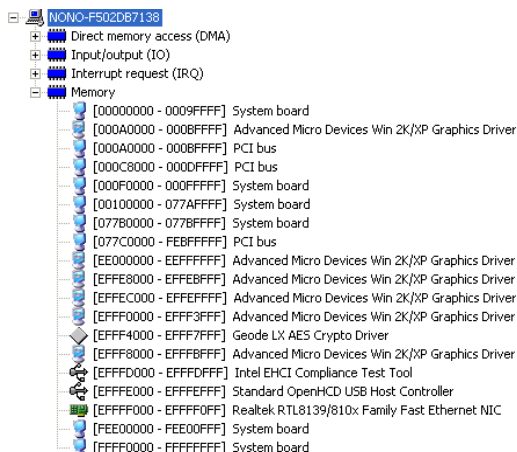 NONO-F502DB7138
Direct memory access (DMA)
Input/output (IO)
Interrupt request (IRQ)
Memory
[00000000 - 0009FFFF] System board
[000A0000 - 000BFFFF] Advanced Micro Devices Win 2K/XP Graphics Driver
[000A0000 - 000BFFFF] PCI bus
[000C8000 - 000DFFFF] PCI bus
[000F0000 - 000FFFFF] System board
[00100000 - 077AFFFF] System board
[077B0000 - 077BFFFF] System board
[077C0000 - FEBFFFFF] PCI bus
[EE000000 - EEFFFFFF] Advanced Micro Devices Win 2K/XP Graphics Driver
[EFFE8000 - EFFEBFFF] Advanced Micro Devices Win 2K/XP Graphics Driver
[EFFEC000 - EFFEFFFF] Advanced Micro Devices Win 2K/XP Graphics Driver
[EFFF0000 - EFFF3FFF] Advanced Micro Devices Win 2K/XP Graphics Driver
[EFFF4000 - EFFF7FFF] Geode LX AES Crypto Driver
[EFFF8000 - EFFFBFFF] Advanced Micro Devices Win 2K/XP Graphics Driver
[EFFFD000 - EFFFDFFF] Intel EHCI Compliance Test Tool
[EFFFE000 - EFFFEFFF] Standard OpenHCD USB Host Controller
[EFFFF000 - EFFFF0FF] Realtek RTL8139/810x Family Fast Ethernet NIC
[FEE00000 - FEE00FFF] System board
[FFFF0000 - FFFFFFFF] System board